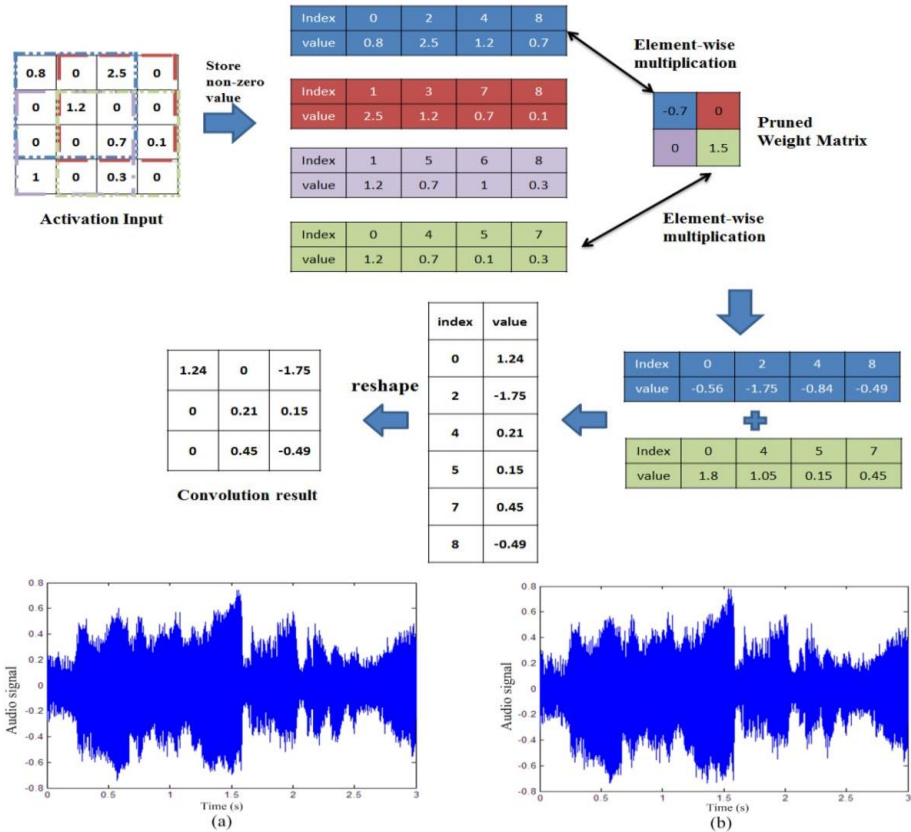 Index 0 2 4 8
value 0.8 2.5 1.2 0.7
Element-wise
multiplication
0.8 0 2.5 0
0 1.2 0 0
0 0 0.7 0.1
1 0 0.3 0
Activation Input
Store
non-zero
value
Index 1 3 7 8
value 2.5 1.2 0.7 0.1
-0.7 0
0 1.5
Pruned
Weight Matrix
Index 1 5 6 8
value 1.2 0.7 1 0.3
Element-wise
multiplication
Index 0 4 5 7
value 1.2 0.7 0.1 0.3
index value
0 1.24
2 -1.75
4 0.21
5 0.15
7 0.45
8 -0.49
Index 0 2 4 8
value -0.56 -1.75 -0.84 -0.49
Index 0 4 5 7
value 1.8 1.05 0.15 0.45
reshape
1.24 0 -1.75
0 0.21 0.15
0 0.45 -0.49
Convolution result
0.8
0.6
0.4
0.2
0
-0.2
-0.4
-0.6
-0.8
Audio signal
0 0.5 1 1.5 2 2.5 3
Time (s)
(a)
0.8
0.6
0.4
0.2
0
-0.2
-0.4
-0.6
-0.8
Audio signal
0 0.5 1 1.5 2 2.5 3
Time (s)
(b)